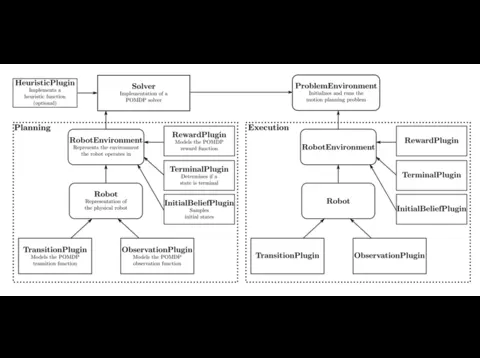 HeuristicPlugin
Implements a
heuristic function
(optional)
Solver
Implementation of a
POMDP solver
ProblemEnvironment
Initializes and runs the
motion planning problem
Planning
RobotEnvironment
Represents the environment
the robot operates in
RewardPlugin
Models the POMDP
reward function
TerminalPlugin
Determines if a
state is terminal
InitialBeliefPlugin
Samples
initial states
Robot
Representation of
the physical robot
TransitionPlugin
Models the POMDP
transition function
ObservationPlugin
Models the POMDP
observation function
Execution
RobotEnvironment
RewardPlugin
TerminalPlugin
InitialBeliefPlugin
Robot
TransitionPlugin
ObservationPlugin